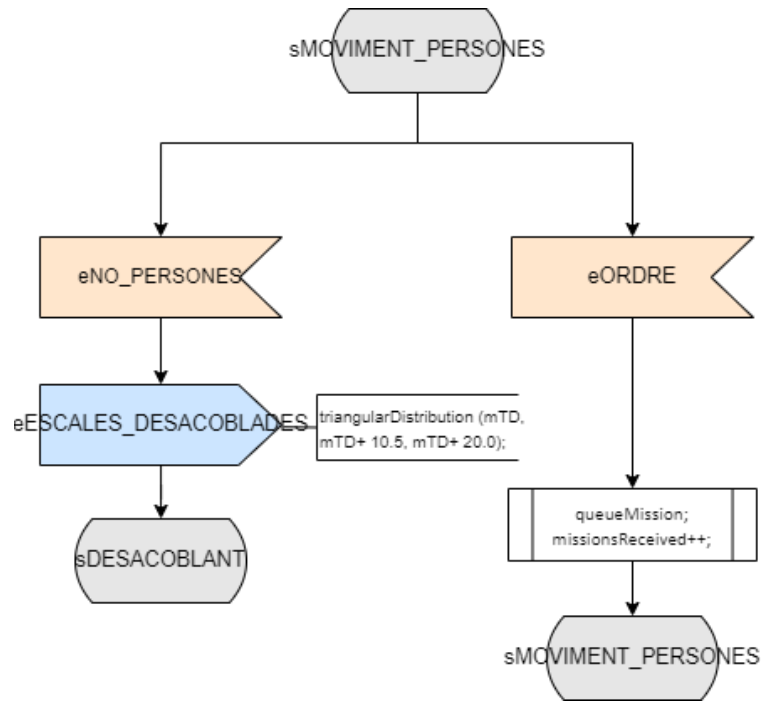 sMOVIMENT_PERSONES
eNO_PERSONES
eORDRE
eESCALES_DESACOBLADES
triangularDistribution (mTD,
mTD+ 10.5, mTD+ 20.0);
queueMission;
missionsReceived++;
sDESACOBLANT
sMOVIMENT_PERSONES